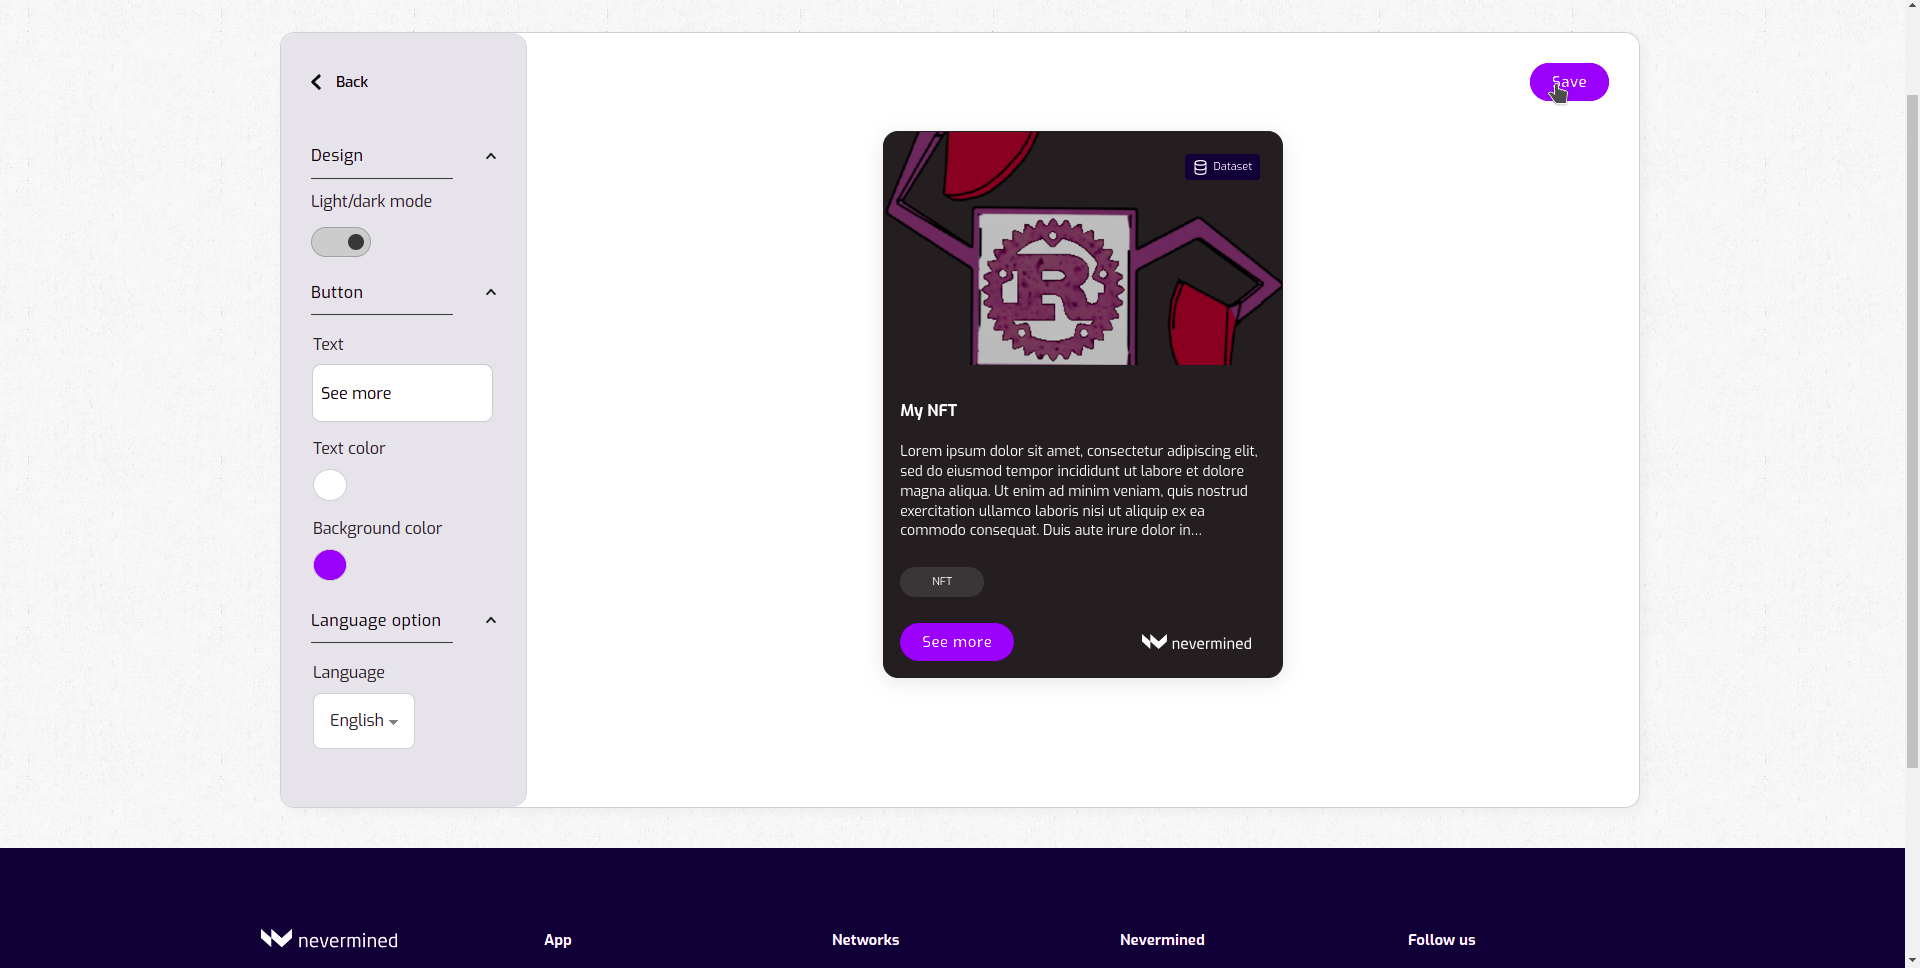 Back
Save
Design
Light/dark mode
Button
Text
See more
Text color
Background color
Language option
Language
English
Dataset
R
My NFT
Lorem ipsum dolor sit amet, consectetur adipiscing elit,
sed do eiusmod tempor incididunt ut labore et dolore
magna aliqua. Ut enim ad minim veniam, quis nostrud
exercitation ullamco laboris nisi ut aliquip ex ea
commodo consequat. Duis aute irure dolor in...
NFT
See more
nevermined
nevermined
App
Networks
Nevermined
Follow us